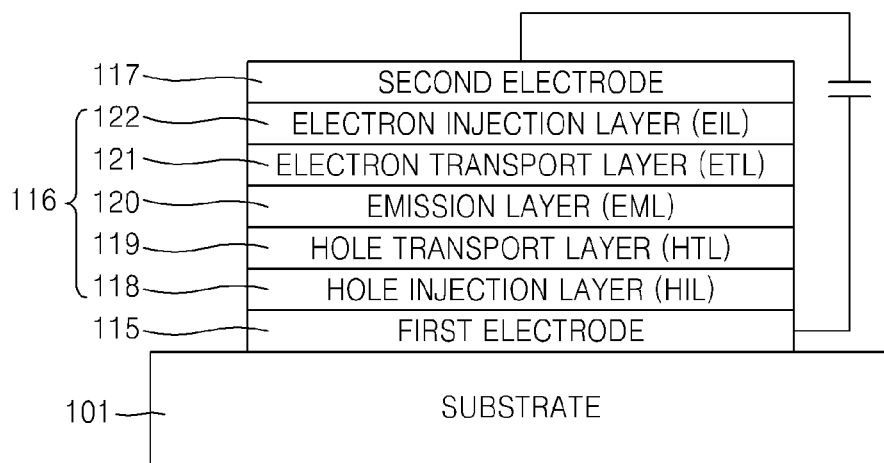 117 SECOND ELECTRODE
122 ELECTRON INJECTION LAYER (EIL)
121 ELECTRON TRANSPORT LAYER (ETL)
116 120 EMISSION LAYER (EML)
119 HOLE TRANSPORT LAYER (HTL)
118 HOLE INJECTION LAYER (HIL)
115 FIRST ELECTRODE
101 SUBSTRATE